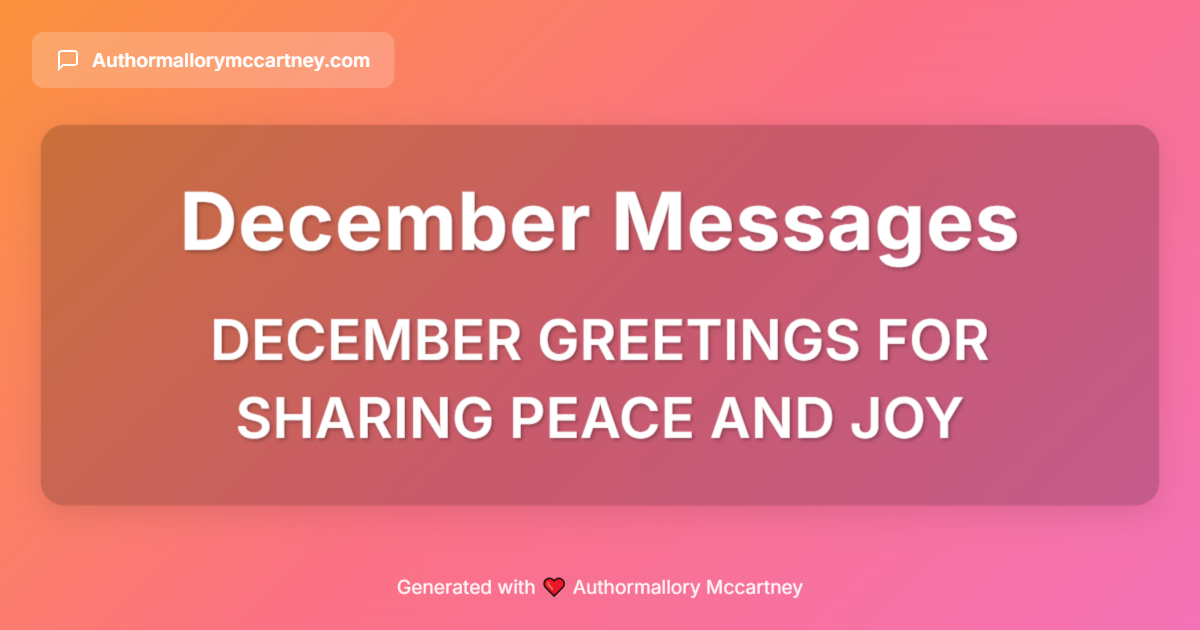 Authormallorymccartney.com
December Messages
DECEMBER GREETINGS FOR
SHARING PEACE AND JOY
Generated with ❤️ Authormallory Mccartney